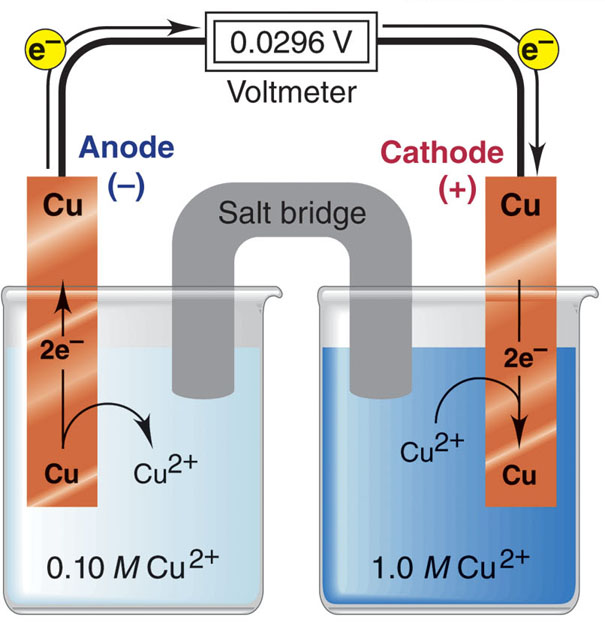 e⁻
0.0296 V
e⁻
Voltmeter
Anode
(–)
Cathode
(+)
Cu
Salt bridge
Cu
2e⁻
2e⁻
Cu
Cu²⁺
Cu²⁺
Cu
0.10 M Cu²⁺
1.0 M Cu²⁺